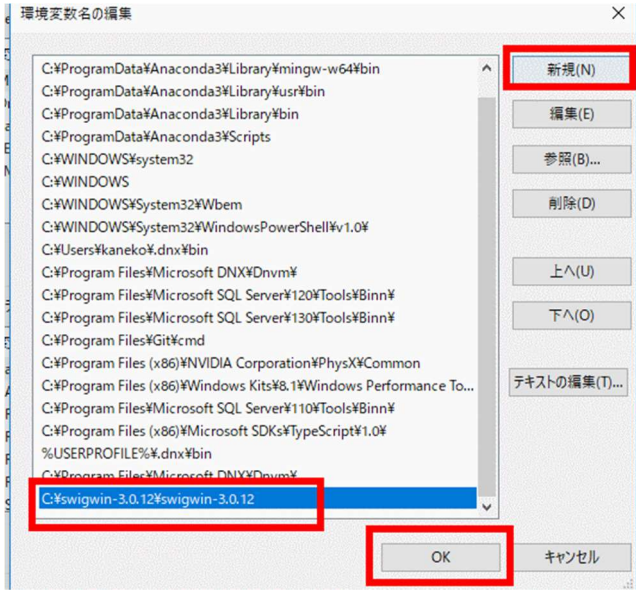 環境変数名の編集
C:¥ProgramData¥Anaconda3¥Library¥mingw-w64¥bin
C:¥ProgramData¥Anaconda3¥Library¥usr¥bin
C:¥ProgramData¥Anaconda3¥Library¥bin
C:¥ProgramData¥Anaconda3¥Scripts
C:¥WINDOWS¥system32
C:¥WINDOWS
C:¥WINDOWS¥System32¥Wbem
C:¥WINDOWS¥System32¥WindowsPowerShell¥v1.0¥
C:¥Users¥kaneko¥.dnx¥bin
C:¥Program Files¥Microsoft DNX¥Dnvm¥
C:¥Program Files¥Microsoft SQL Server¥120¥Tools¥Binn¥
C:¥Program Files¥Microsoft SQL Server¥130¥Tools¥Binn¥
C:¥Program Files¥Git¥cmd
C:¥Program Files (x86)¥NVIDIA Corporation¥PhysX¥Common
C:¥Program Files (x86)¥Windows Kits¥8.1¥Windows Performance To...
C:¥Program Files¥Microsoft SQL Server¥110¥Tools¥Binn¥
C:¥Program Files (x86)¥Microsoft SDKs¥TypeScript¥1.0¥
%USERPROFILE%¥.dnx¥bin
C:¥Program Files¥Microsoft DNX¥Dnvm¥
C:¥swigwin-3.0.12¥swigwin-3.0.12
新規(N)
編集(E)
参照(B)...
削除(D)
上へ(U)
下へ(O)
テキストの編集(T)...
OK
キャンセル